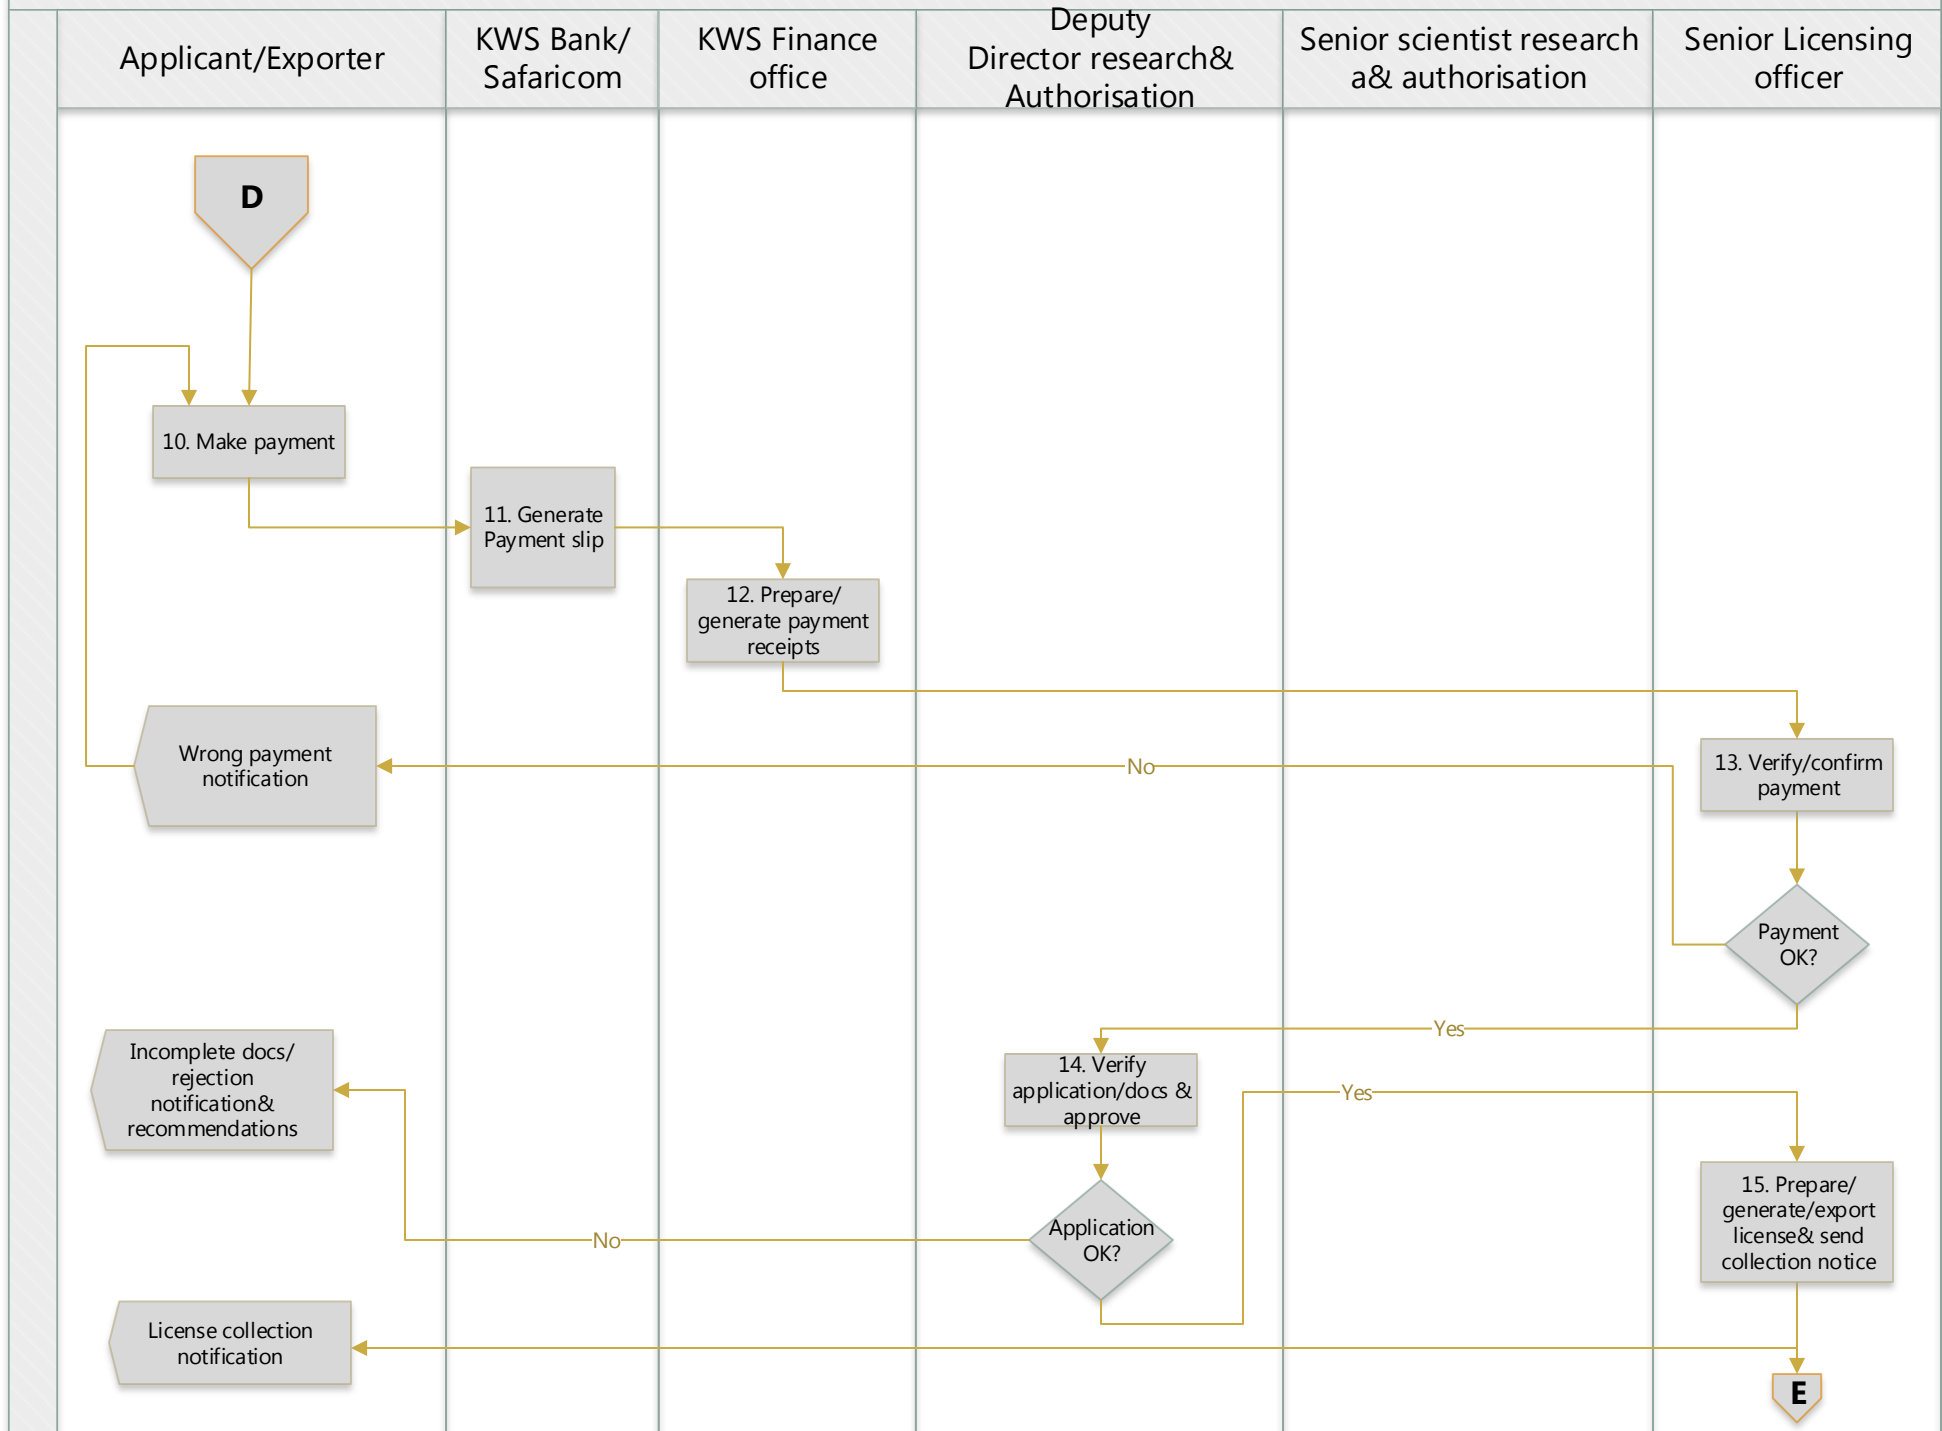 Applicant/Exporter
KWS Bank/
Safaricom
KWS Finance
office
Deputy
Director research&
Authorisation
Senior scientist research
a& authorisation
Senior Licensing
officer
D
10. Make payment
11. Generate
Payment slip
12. Prepare/
generate payment
receipts
Wrong payment
notification
No
13. Verify/confirm
payment
Payment
OK?
Yes
Incomplete docs/
rejection
notification&
recommendations
14. Verify
application/docs &
approve
Yes
15. Prepare/
generate/export
license& send
collection notice
No
Application
OK?
License collection
notification
E